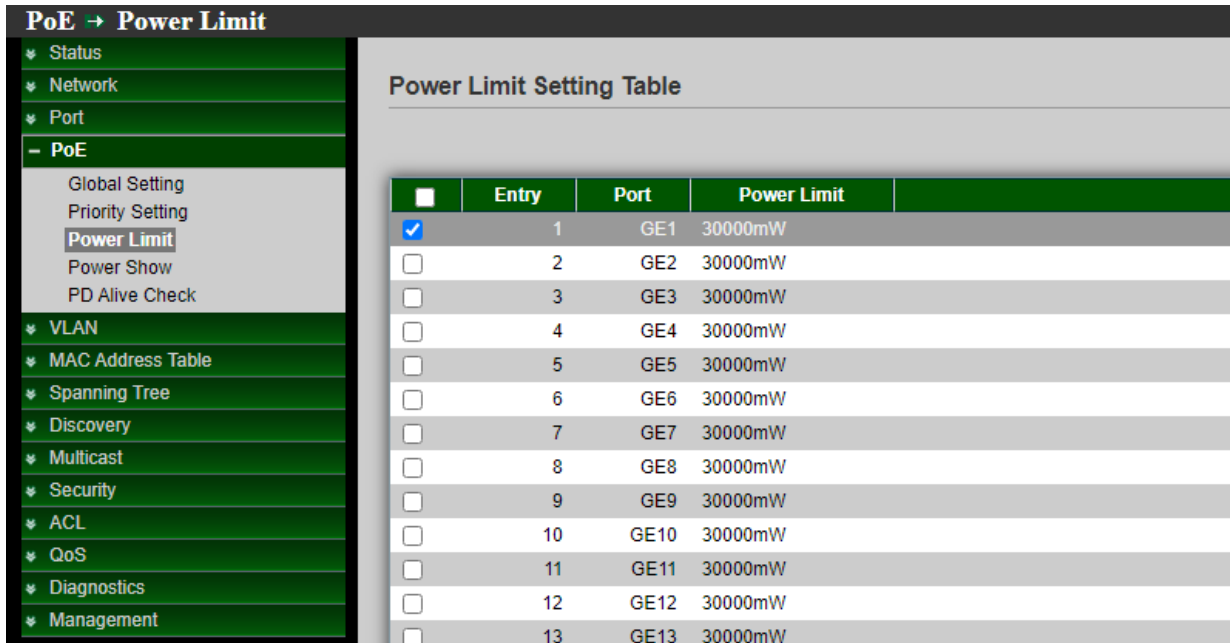 PoE → Power Limit
Status
Network
Port
PoE
Global Setting
Priority Setting
Power Limit
Power Show
PD Alive Check
VLAN
MAC Address Table
Spanning Tree
Discovery
Multicast
Security
ACL
QoS
Diagnostics
Management
Power Limit Setting Table
Entry Port Power Limit
1 GE1 30000mW
2 GE2 30000mW
3 GE3 30000mW
4 GE4 30000mW
5 GE5 30000mW
6 GE6 30000mW
7 GE7 30000mW
8 GE8 30000mW
9 GE9 30000mW
10 GE10 30000mW
11 GE11 30000mW
12 GE12 30000mW
13 GE13 30000mW